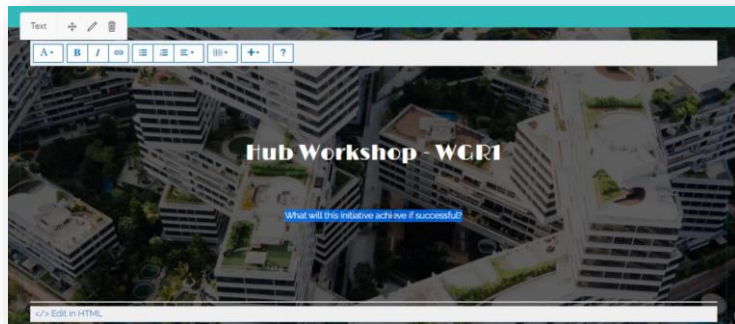 Text
A B I
?
Hub Workshop - WGR1
What will this initiative achieve if successful?
</> Edit in HTML